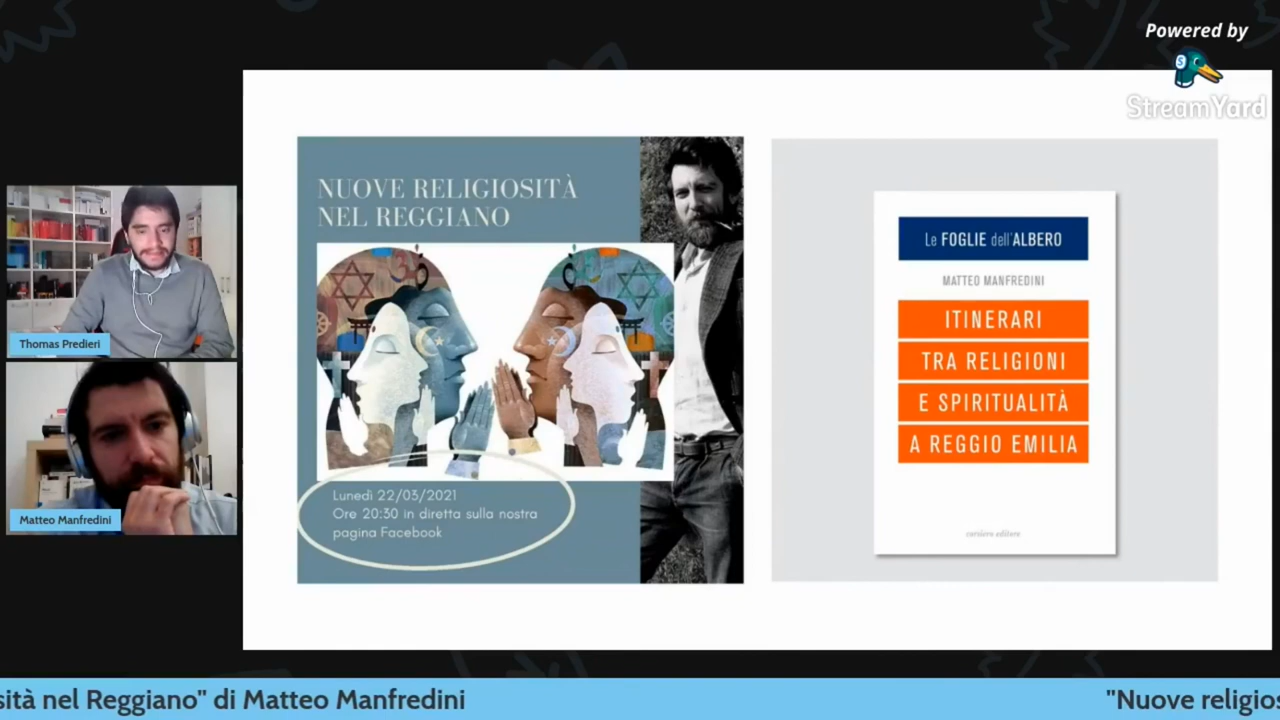 Powered by
StreamYard
Thomas Predieri
Matteo Manfredini
NUOVE RELIGIOSITÀ
NEL REGGIANO
Lunedì 22/03/2021
Ore 20:30 in diretta sulla nostra
pagina Facebook
Le FOGLIE dell'ALBERO
MATTEO MANFREDINI
ITINERARI
TRA RELIGIONI
E SPIRITUALITÀ
A REGGIO EMILIA
corsiero editore
sità nel Reggiano" di Matteo Manfredini
"Nuove religios